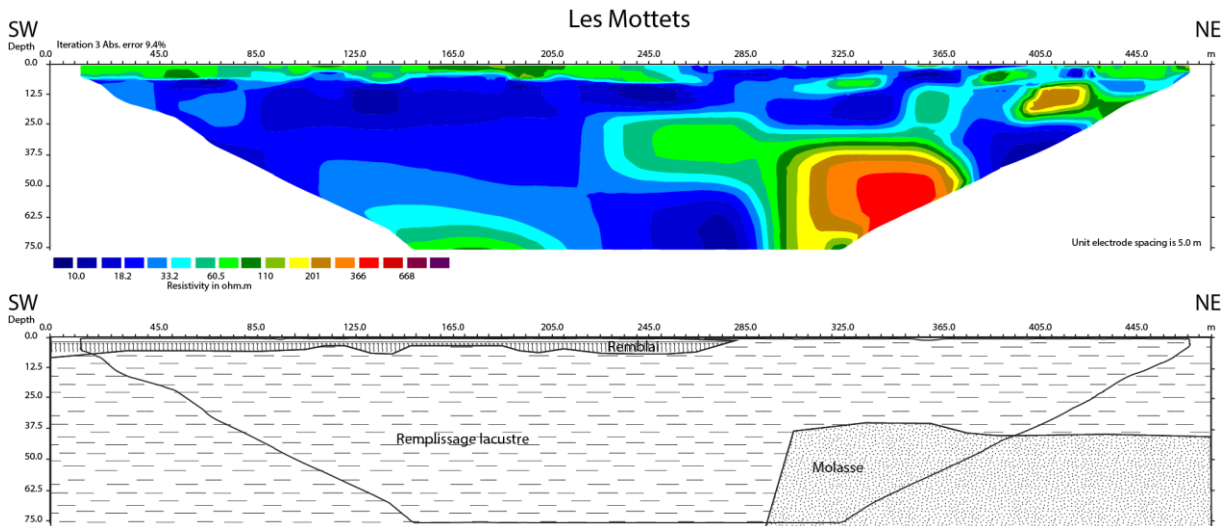 Les Mottets
SW NE
Depth Iteration 3 Abs. error 9.4%
0.0 45.0 85.0 125.0 165.0 205.0 245.0 285.0 325.0 365.0 405.0 445.0 m
0.0
12.5
25.0
37.5
50.0
62.5
75.0
Unit electrode spacing is 5.0 m
10.0 18.2 33.2 60.5 110 201 366 668
Resistivity in ohm.m
SW NE
Depth
0.0 45.0 85.0 125.0 165.0 205.0 245.0 285.0 325.0 365.0 405.0 445.0 m
0.0
Remblai
12.5
25.0
37.5
Remplissage lacustre
50.0
Molasse
62.5
75.0